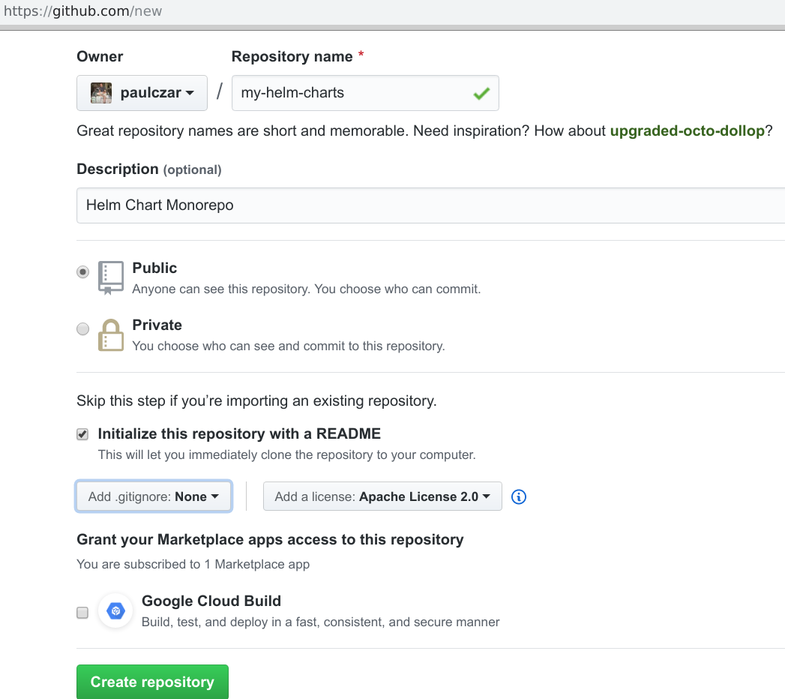 https://github.com/new
Owner Repository name *
paulczar / my-helm-charts
Great repository names are short and memorable. Need inspiration? How about upgraded-octo-dollop?
Description (optional)
Helm Chart Monorepo
Public
Anyone can see this repository. You choose who can commit.
Private
You choose who can see and commit to this repository.
Skip this step if you're importing an existing repository.
Initialize this repository with a README
This will let you immediately clone the repository to your computer.
Add .gitignore: None Add a license: Apache License 2.0
Grant your Marketplace apps access to this repository
You are subscribed to 1 Marketplace app
Google Cloud Build
Build, test, and deploy in a fast, consistent, and secure manner
Create repository